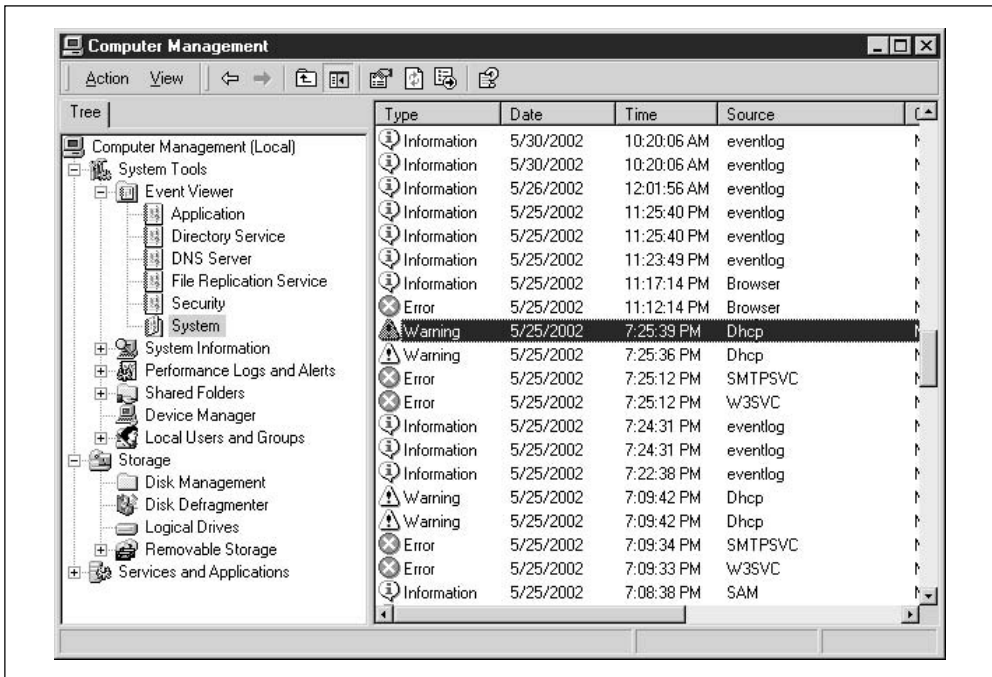 Computer Management
Action View
Tree
Computer Management (Local)
System Tools
Event Viewer
Application
Directory Service
DNS Server
File Replication Service
Security
System
System Information
Performance Logs and Alerts
Shared Folders
Device Manager
Local Users and Groups
Storage
Disk Management
Disk Defragmenter
Logical Drives
Removable Storage
Services and Applications
Type Date Time Source
Information 5/30/2002 10:20:06 AM eventlog
Information 5/30/2002 10:20:06 AM eventlog
Information 5/26/2002 12:01:56 AM eventlog
Information 5/25/2002 11:25:40 PM eventlog
Information 5/25/2002 11:25:40 PM eventlog
Information 5/25/2002 11:23:49 PM eventlog
Information 5/25/2002 11:17:14 PM Browser
Error 5/25/2002 11:12:14 PM Browser
Warning 5/25/2002 7:25:39 PM Dhcp
Warning 5/25/2002 7:25:36 PM Dhcp
Error 5/25/2002 7:25:12 PM SMTPSVC
Error 5/25/2002 7:25:12 PM W3SVC
Information 5/25/2002 7:24:31 PM eventlog
Information 5/25/2002 7:24:31 PM eventlog
Information 5/25/2002 7:22:38 PM eventlog
Warning 5/25/2002 7:09:42 PM Dhcp
Warning 5/25/2002 7:09:42 PM Dhcp
Error 5/25/2002 7:09:34 PM SMTPSVC
Error 5/25/2002 7:09:33 PM W3SVC
Information 5/25/2002 7:08:38 PM SAM